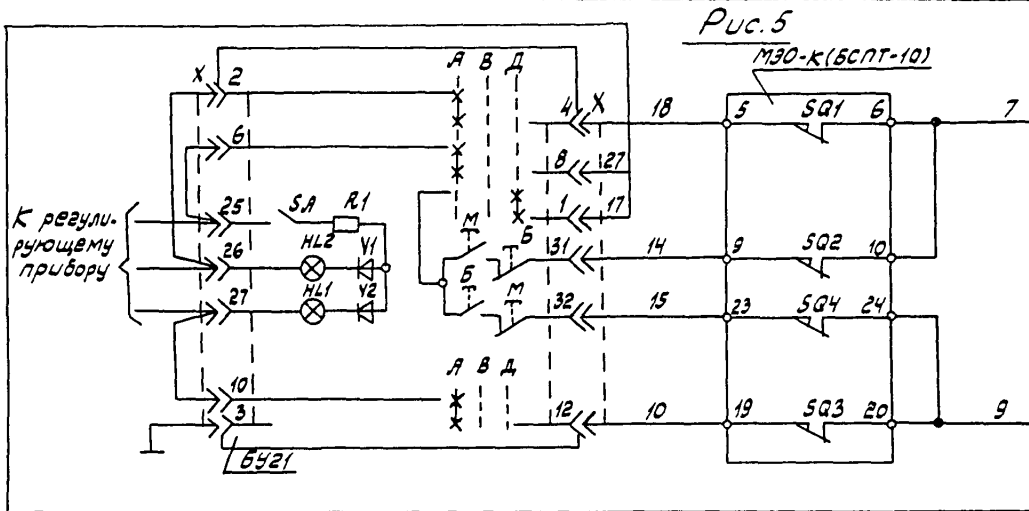 Рис. 5
МЭО-К(БСПТ-10)
X 2
А В Д
4 X 18
5 SQ1 6
7
6
8 27
25 SA R1
1 17
К регули-
рующему
прибору
HL2 V1
26
М Б
31 14
9 SQ2 10
HL1 V2
27
Б М
32 15
23 SQ4 24
А В Д
10
3
12 10
19 SQ3 20
9
БУ21